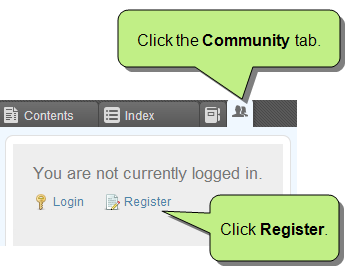 Click the Community tab.
Contents Index
You are not currently logged in.
Login Register
Click Register.